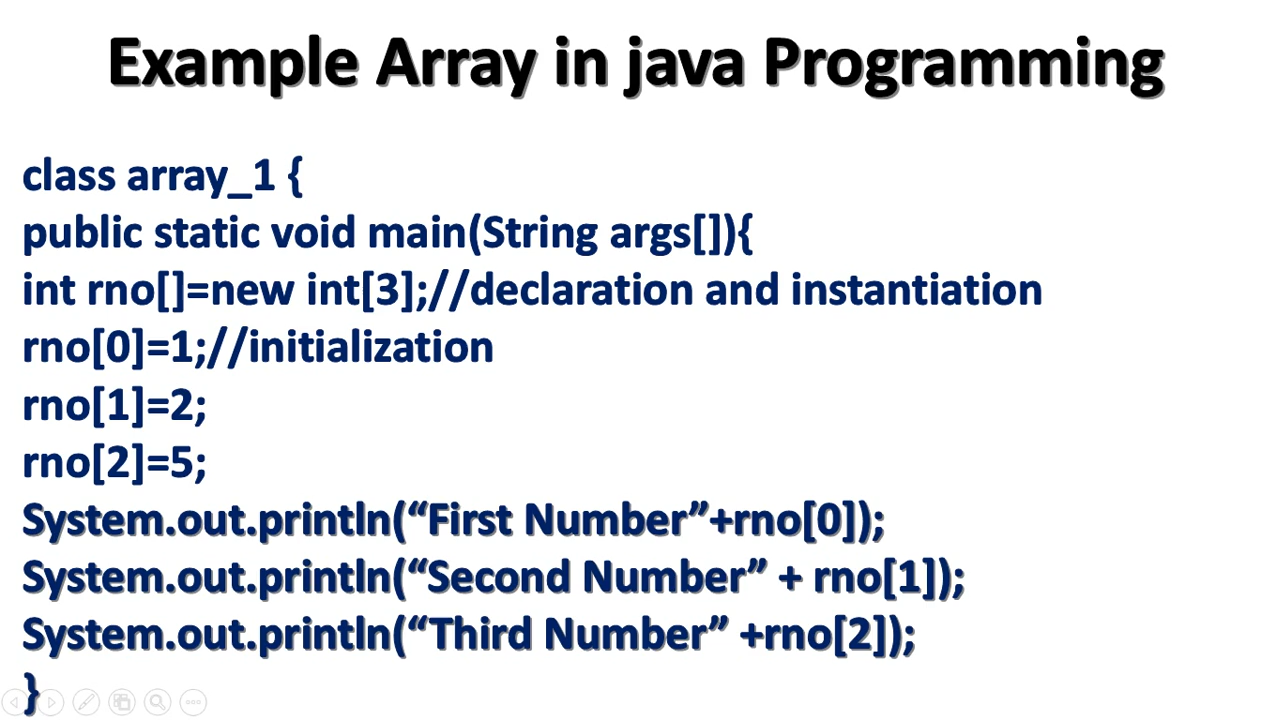 Example Array in java Programming
class array_1 {
public static void main(String args[]){
int rno[]=new int[3];//declaration and instantiation
rno[0]=1;//initialization
rno[1]=2;
rno[2]=5;
System.out.println(“First Number”+rno[0]);
System.out.println(“Second Number” + rno[1]);
System.out.println(“Third Number” +rno[2]);
}